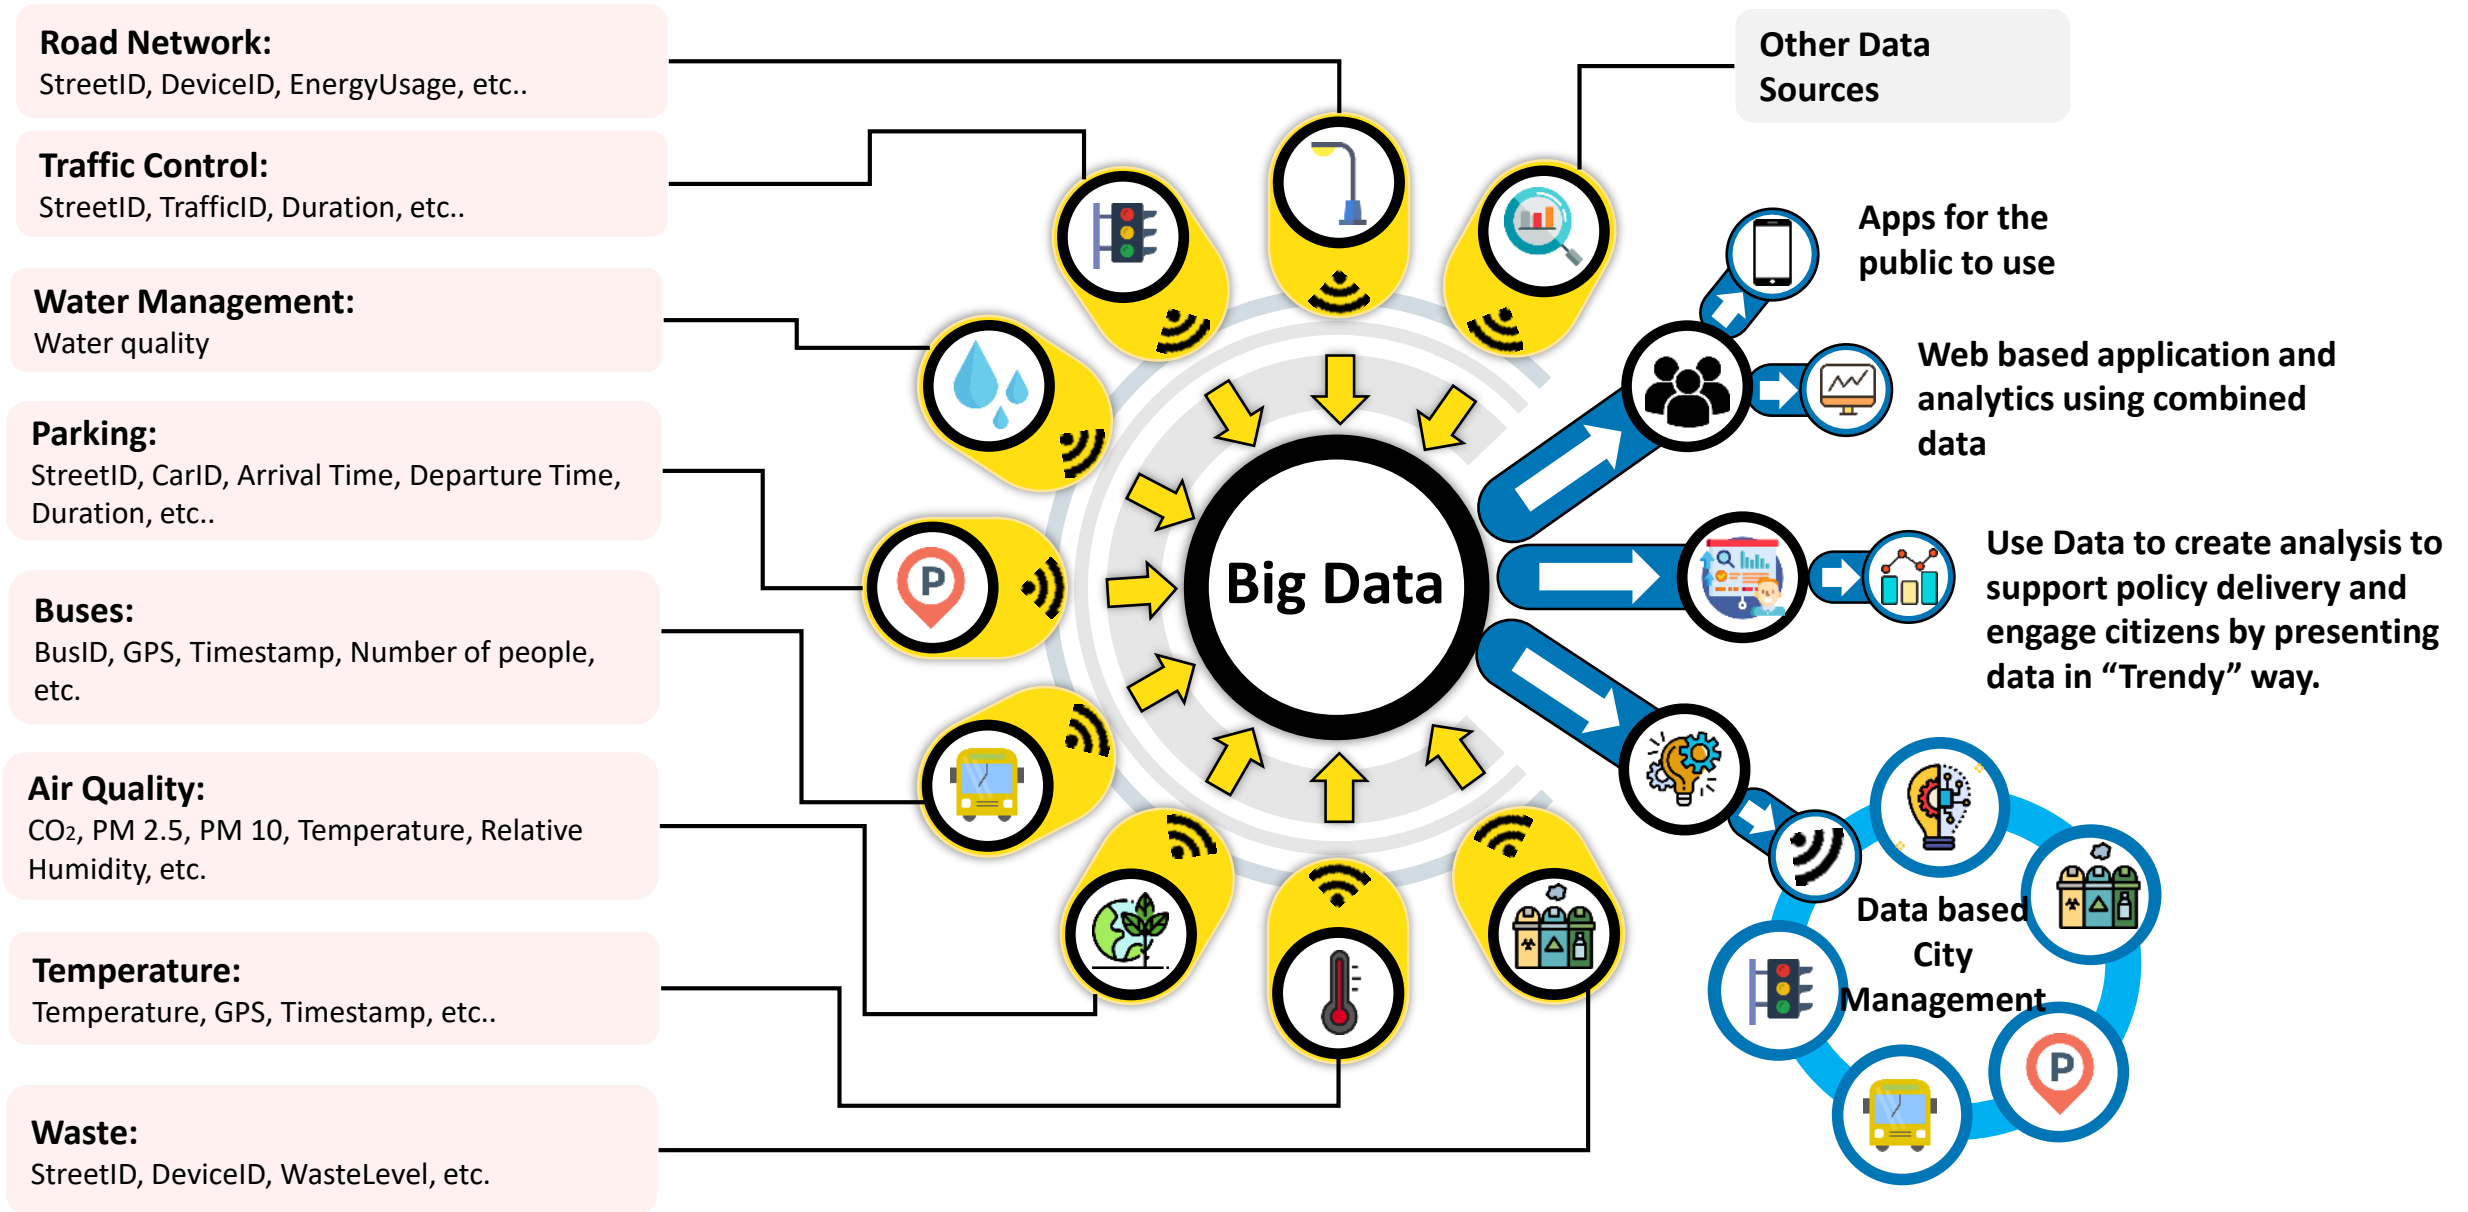 Road Network:
StreetID, DeviceID, EnergyUsage, etc..
Traffic Control:
StreetID, TrafficID, Duration, etc..
Water Management:
Water quality
Parking:
StreetID, CarID, Arrival Time, Departure Time,
Duration, etc..
Buses:
BusID, GPS, Timestamp, Number of people,
etc.
Air Quality:
CO₂, PM 2.5, PM 10, Temperature, Relative
Humidity, etc.
Temperature:
Temperature, GPS, Timestamp, etc..
Waste:
StreetID, DeviceID, WasteLevel, etc.
P
Big Data
Other Data
Sources
Apps for the
public to use
Web based application and
analytics using combined
data
Use Data to create analysis to
support policy delivery and
engage citizens by presenting
data in “Trendy” way.
Data based
City
Management
P